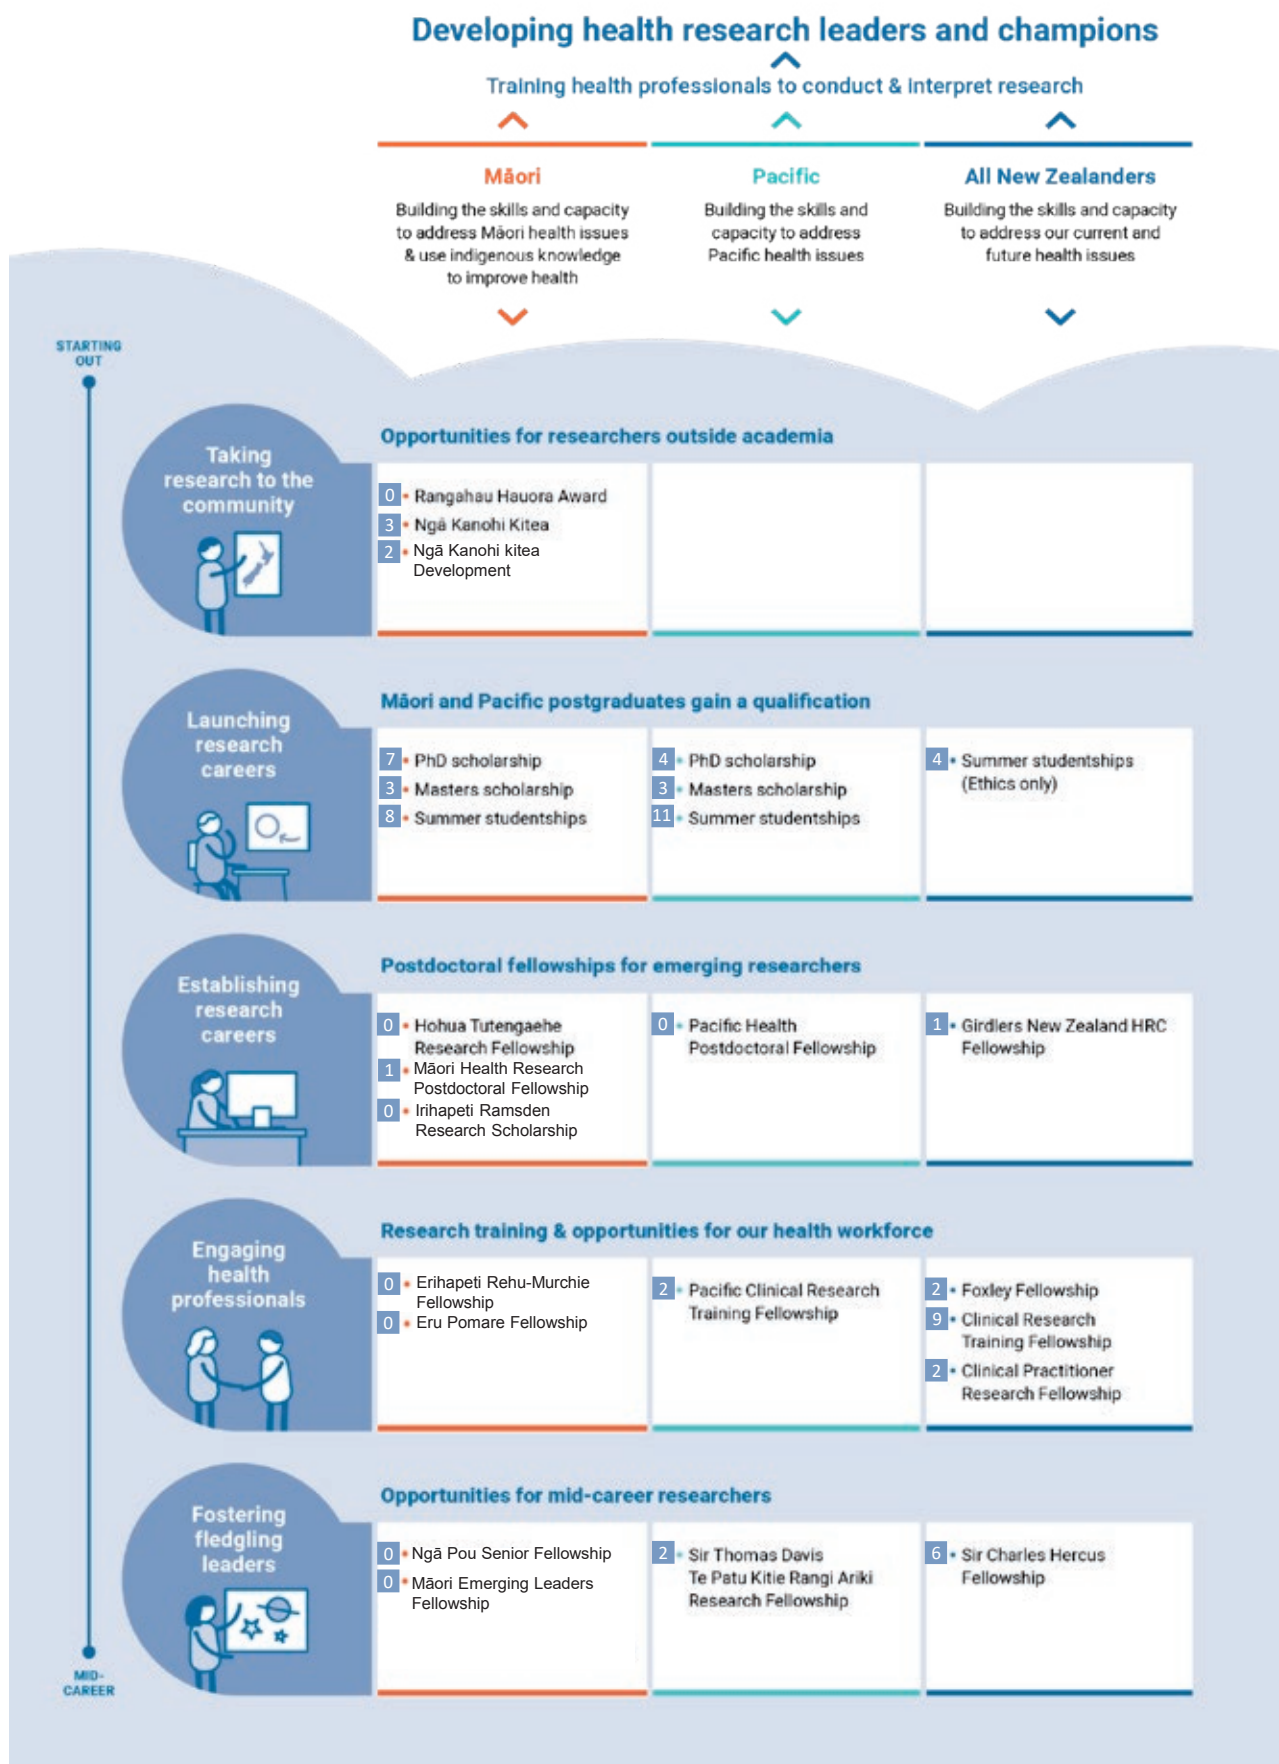 Developing health research leaders and champions
Training health professionals to conduct & interpret research
Māori
Building the skills and capacity
to address Māori health issues
& use indigenous knowledge
to improve health
Pacific
Building the skills and
capacity to address
Pacific health issues
All New Zealanders
Building the skills and capacity
to address our current and
future health issues
STARTING
OUT
Taking
research to the
community
Opportunities for researchers outside academia
0 • Rangahau Hauora Award
3 • Ngā Kanohi Kitea
2 • Ngā Kanohi kitea
Development
Launching
research
careers
Māori and Pacific postgraduates gain a qualification
7 • PhD scholarship
3 • Masters scholarship
8 • Summer studentships
4 • PhD scholarship
3 • Masters scholarship
11 • Summer studentships
4 • Summer studentships
(Ethics only)
Establishing
research
careers
Postdoctoral fellowships for emerging researchers
0 • Hohua Tutengaehe
Research Fellowship
1 • Māori Health Research
Postdoctoral Fellowship
0 • Irihapeti Ramsden
Research Scholarship
0 • Pacific Health
Postdoctoral Fellowship
1 • Girdlers New Zealand HRC
Fellowship
Engaging
health
professionals
Research training & opportunities for our health workforce
0 • Erihapeti Rehu-Murchie
Fellowship
0 • Eru Pomare Fellowship
2 • Pacific Clinical Research
Training Fellowship
2 • Foxley Fellowship
9 • Clinical Research
Training Fellowship
2 • Clinical Practitioner
Research Fellowship
Fostering
fledgling
leaders
Opportunities for mid-career researchers
0 • Ngā Pou Senior Fellowship
0 • Māori Emerging Leaders
Fellowship
2 • Sir Thomas Davis
Te Patu Kitie Rangi Ariki
Research Fellowship
6 • Sir Charles Hercus
Fellowship
MID-
CAREER